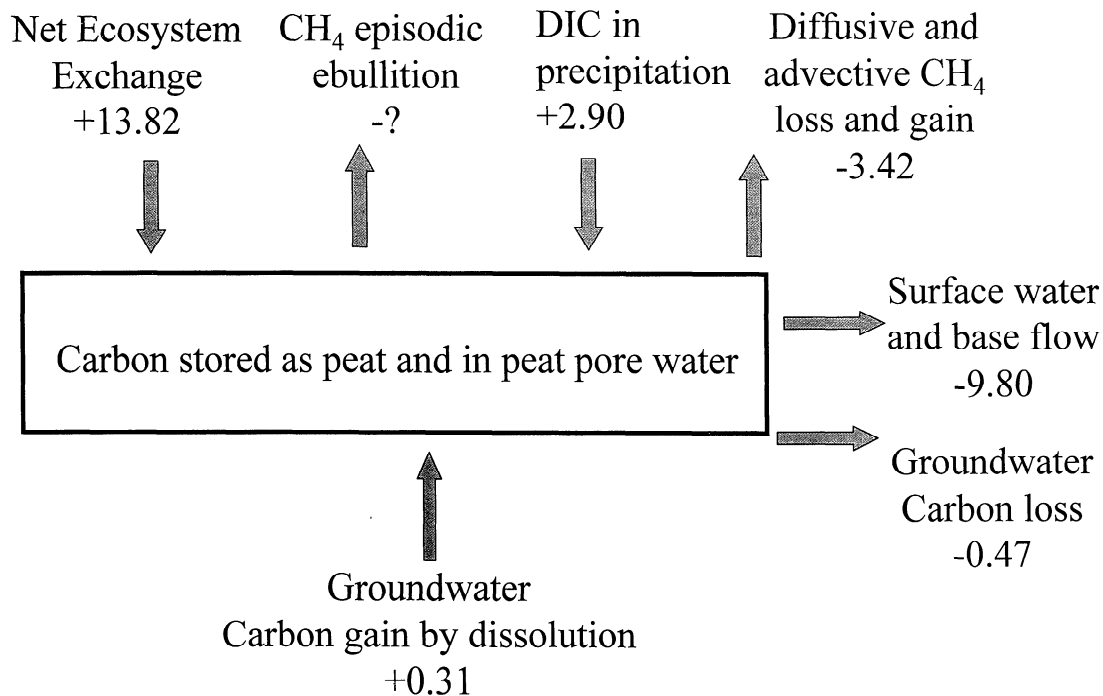 Net Ecosystem
Exchange
+13.82
CH₄ episodic
ebullition
-?
DIC in
precipitation
+2.90
Diffusive and
advective CH₄
loss and gain
-3.42
Carbon stored as peat and in peat pore water
Surface water
and base flow
-9.80
Groundwater
Carbon loss
-0.47
Groundwater
Carbon gain by dissolution
+0.31